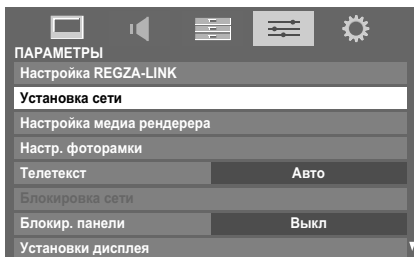 ПАРАМЕТРЫ
Настройка REGZA-LINK
Установка сети
Настройка медиа рендерера
Настр. фоторамки
Телетекст Авто
Блокировка сети
Блокир. панели Выкл
Установки дисплея